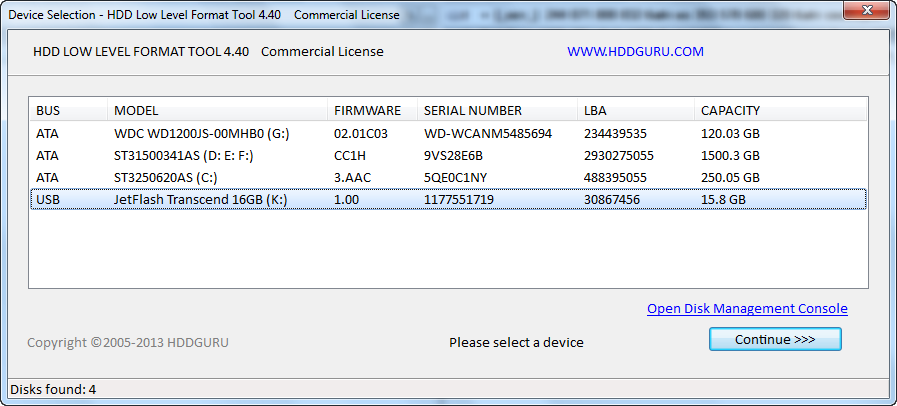 Device Selection - HDD Low Level Format Tool 4.40 Commercial License
HDD LOW LEVEL FORMAT TOOL 4.40 Commercial License WWW.HDDGURU.COM
BUS MODEL FIRMWARE SERIAL NUMBER LBA CAPACITY
ATA WDC WD1200JS-00MHB0 (G:) 02.01C03 WD-WCANM5485694 234439535 120.03 GB
ATA ST31500341AS (D: E: F:) CC1H 9VS28E6B 2930275055 1500.3 GB
ATA ST3250620AS (C:) 3.AAC 5QE0C1NY 488395055 250.05 GB
USB JetFlash Transcend 16GB (K:) 1.00 1177551719 30867456 15.8 GB
Open Disk Management Console
Copyright ©2005-2013 HDDGURU Please select a device Continue >>>
Disks found: 4